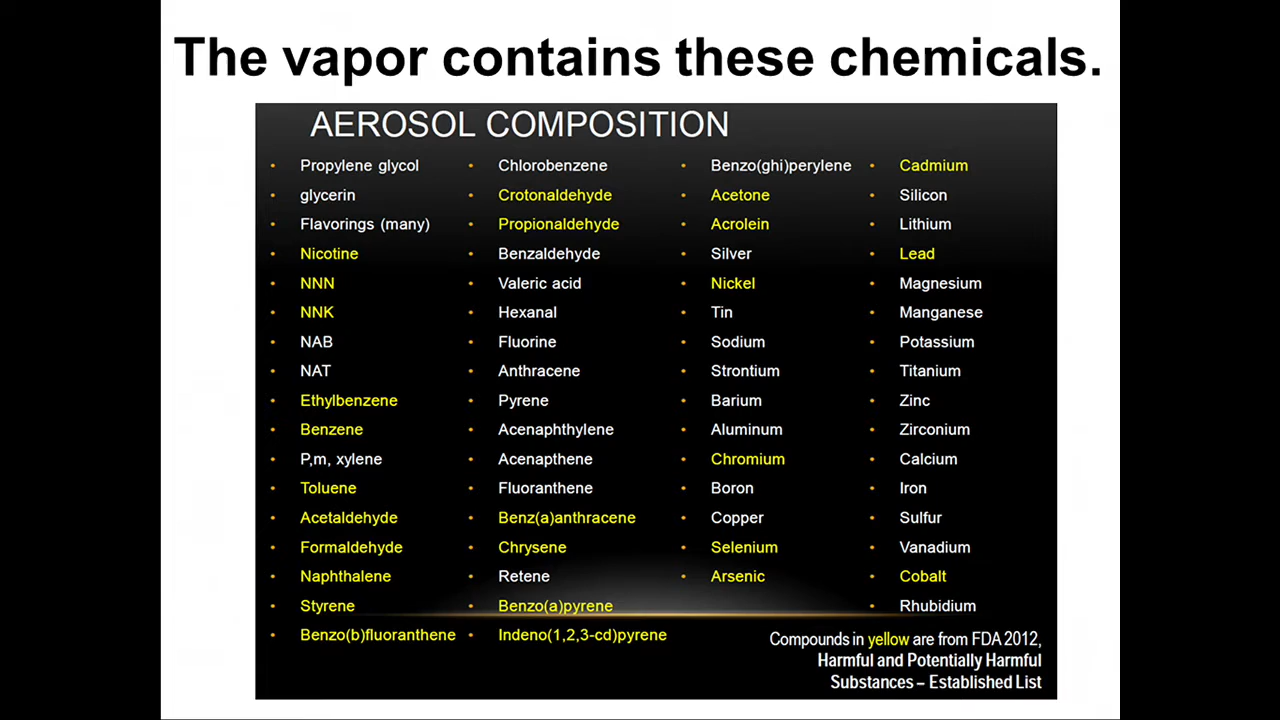 The vapor contains these chemicals.
AEROSOL COMPOSITION
• Propylene glycol
• glycerin
• Flavorings (many)
• Nicotine
• NNN
• NNK
• NAB
• NAT
• Ethylbenzene
• Benzene
• P,m, xylene
• Toluene
• Acetaldehyde
• Formaldehyde
• Naphthalene
• Styrene
• Benzo(b)fluoranthene
• Chlorobenzene
• Crotonaldehyde
• Propionaldehyde
• Benzaldehyde
• Valeric acid
• Hexanal
• Fluorine
• Anthracene
• Pyrene
• Acenaphthylene
• Acenapthene
• Fluoranthene
• Benz(a)anthracene
• Chrysene
• Retene
• Benzo(a)pyrene
• Indeno(1,2,3-cd)pyrene
• Benzo(ghi)perylene
• Acetone
• Acrolein
• Silver
• Nickel
• Tin
• Sodium
• Strontium
• Barium
• Aluminum
• Chromium
• Boron
• Copper
• Selenium
• Arsenic
• Cadmium
• Silicon
• Lithium
• Lead
• Magnesium
• Manganese
• Potassium
• Titanium
• Zinc
• Zirconium
• Calcium
• Iron
• Sulfur
• Vanadium
• Cobalt
• Rhubidium
Compounds in yellow are from FDA 2012,
Harmful and Potentially Harmful
Substances – Established List